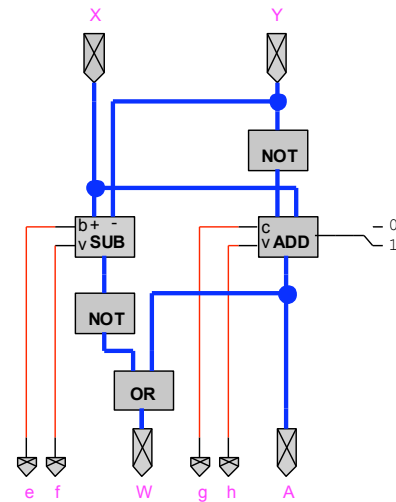 X Y
NOT
b + -
v SUB
c
v ADD
0
1
NOT
OR
e f W g h A